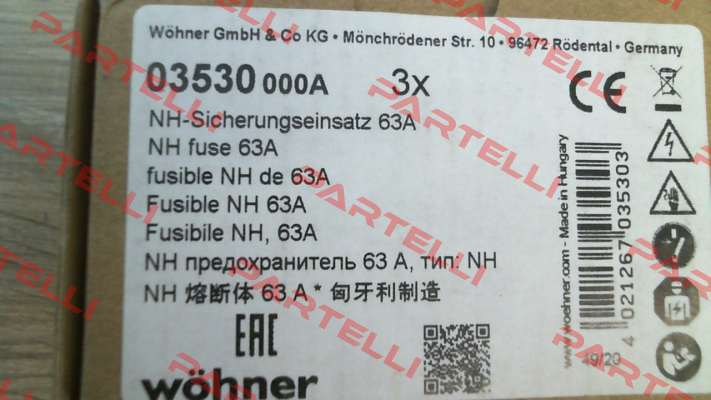 Wöhner GmbH & Co KG • Mönchrödener Str. 10 • 96472 Rödental • Germany
03530 000A 3x
NH-Sicherungseinsatz 63A
NH fuse 63A
fusible NH de 63A
Fusible NH 63A
Fusibile NH, 63A
NH предохранитель 63 А, тип: NH
NH 熔断体 63 A * 匈牙利制造
EAC
wöhner
CE
www.woehner.com - Made in Hungary
4 021267 035303
49/20
PARTELLI
PARTELLI
PARTELLI
PARTELLI
PARTELLI